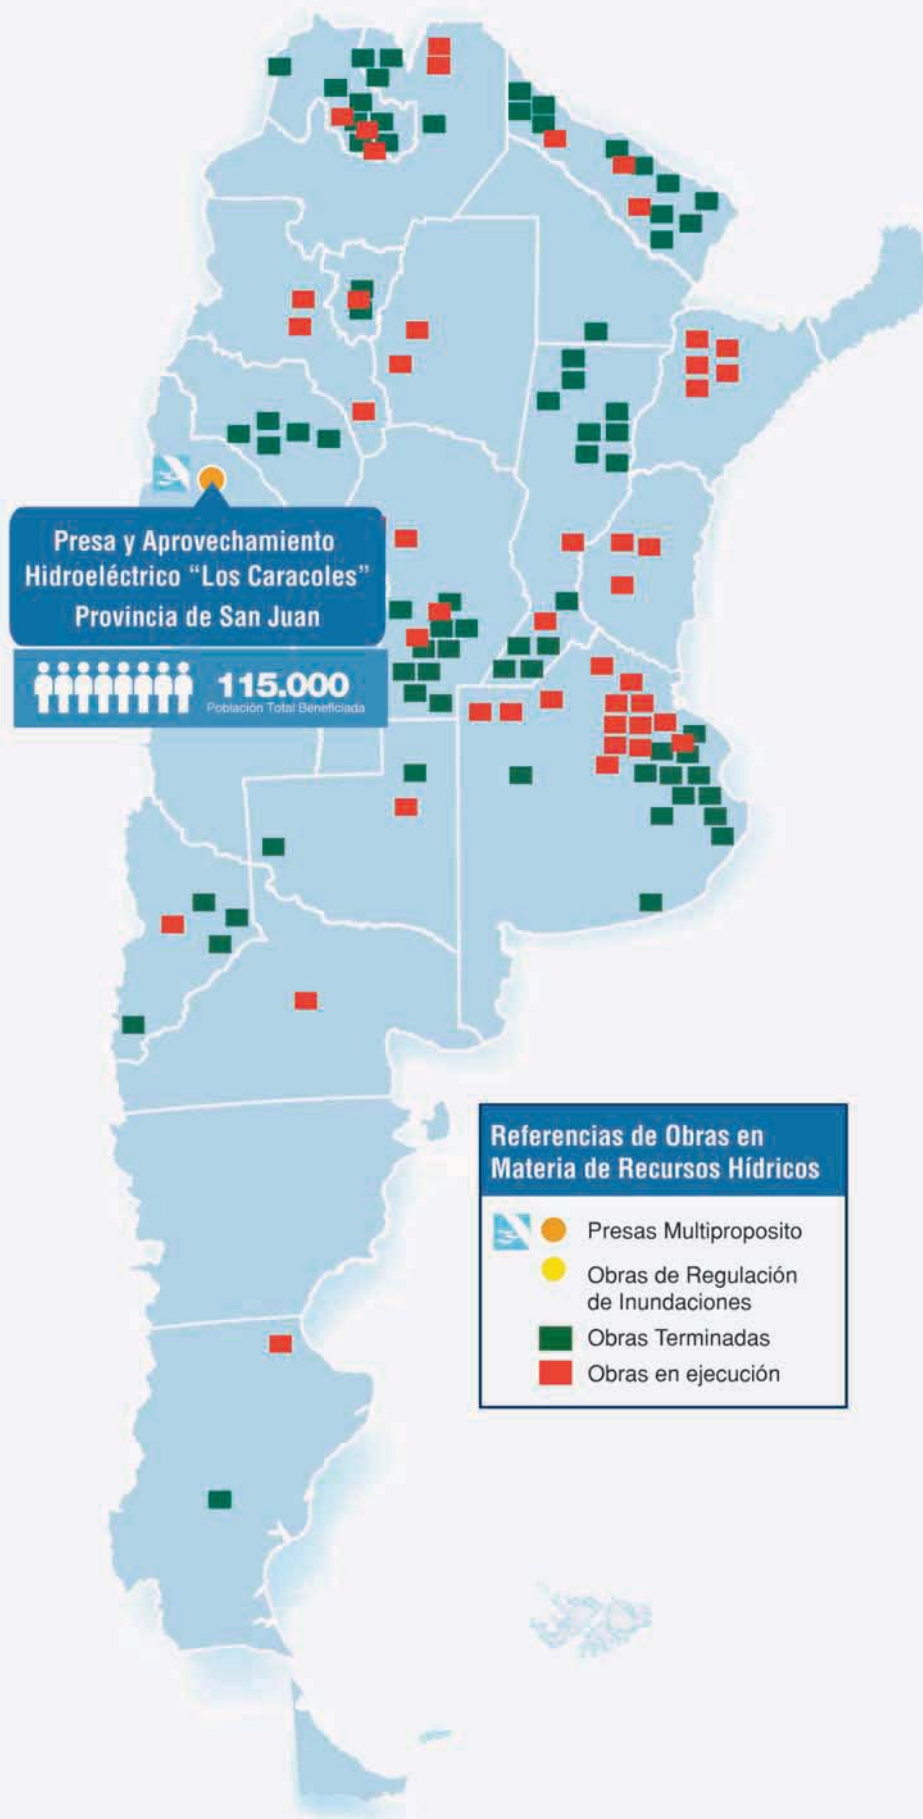 Presa y Aprovechamiento
Hidroeléctrico “Los Caracoles”
Provincia de San Juan
115.000
Población Total Beneficiada
Referencias de Obras en
Materia de Recursos Hídricos
Presas Multiproposito
Obras de Regulación
de Inundaciones
Obras Terminadas
Obras en ejecución